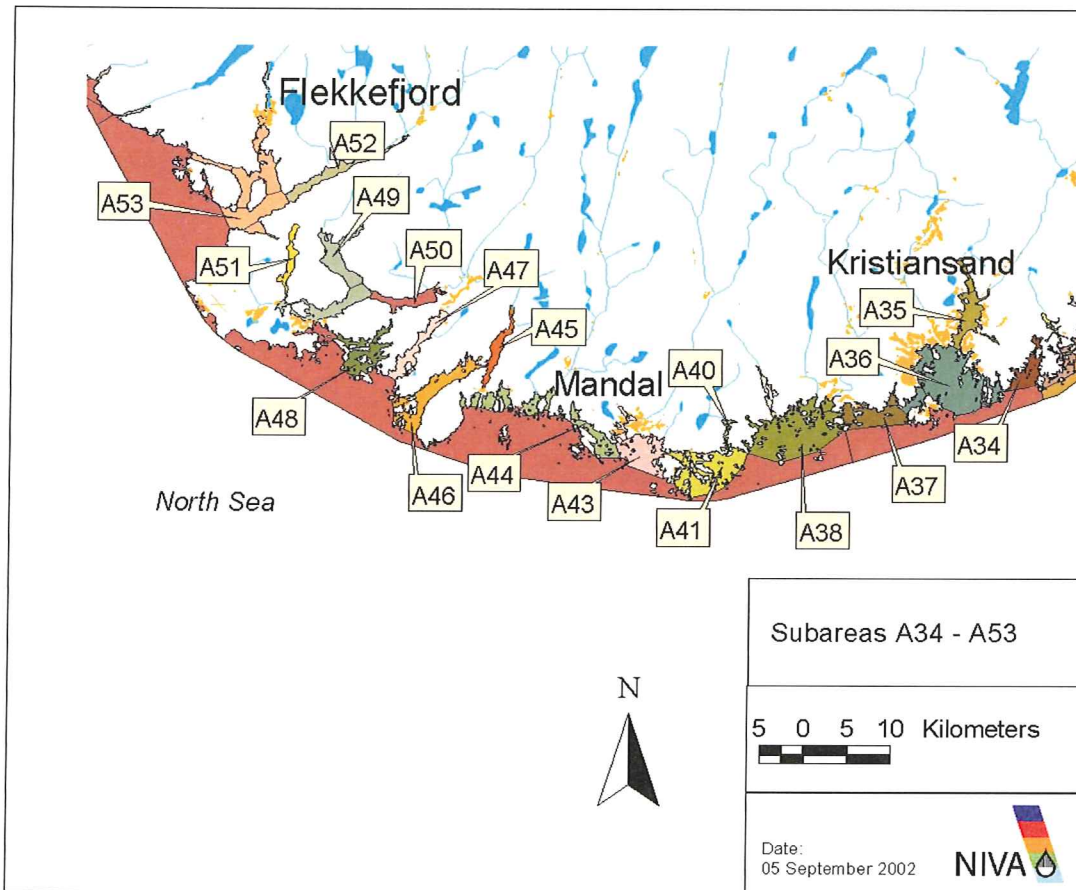 Flekkefjord
A52
A49
A53
A51
A50
A47
A45
Kristiansand
A35
A36
A40
Mandal
A48
A44
A46
A43
A41
A38
A37
A34
North Sea
Subareas A34 - A53
N
5 0 5 10 Kilometers
Date:
05 September 2002
NIVA